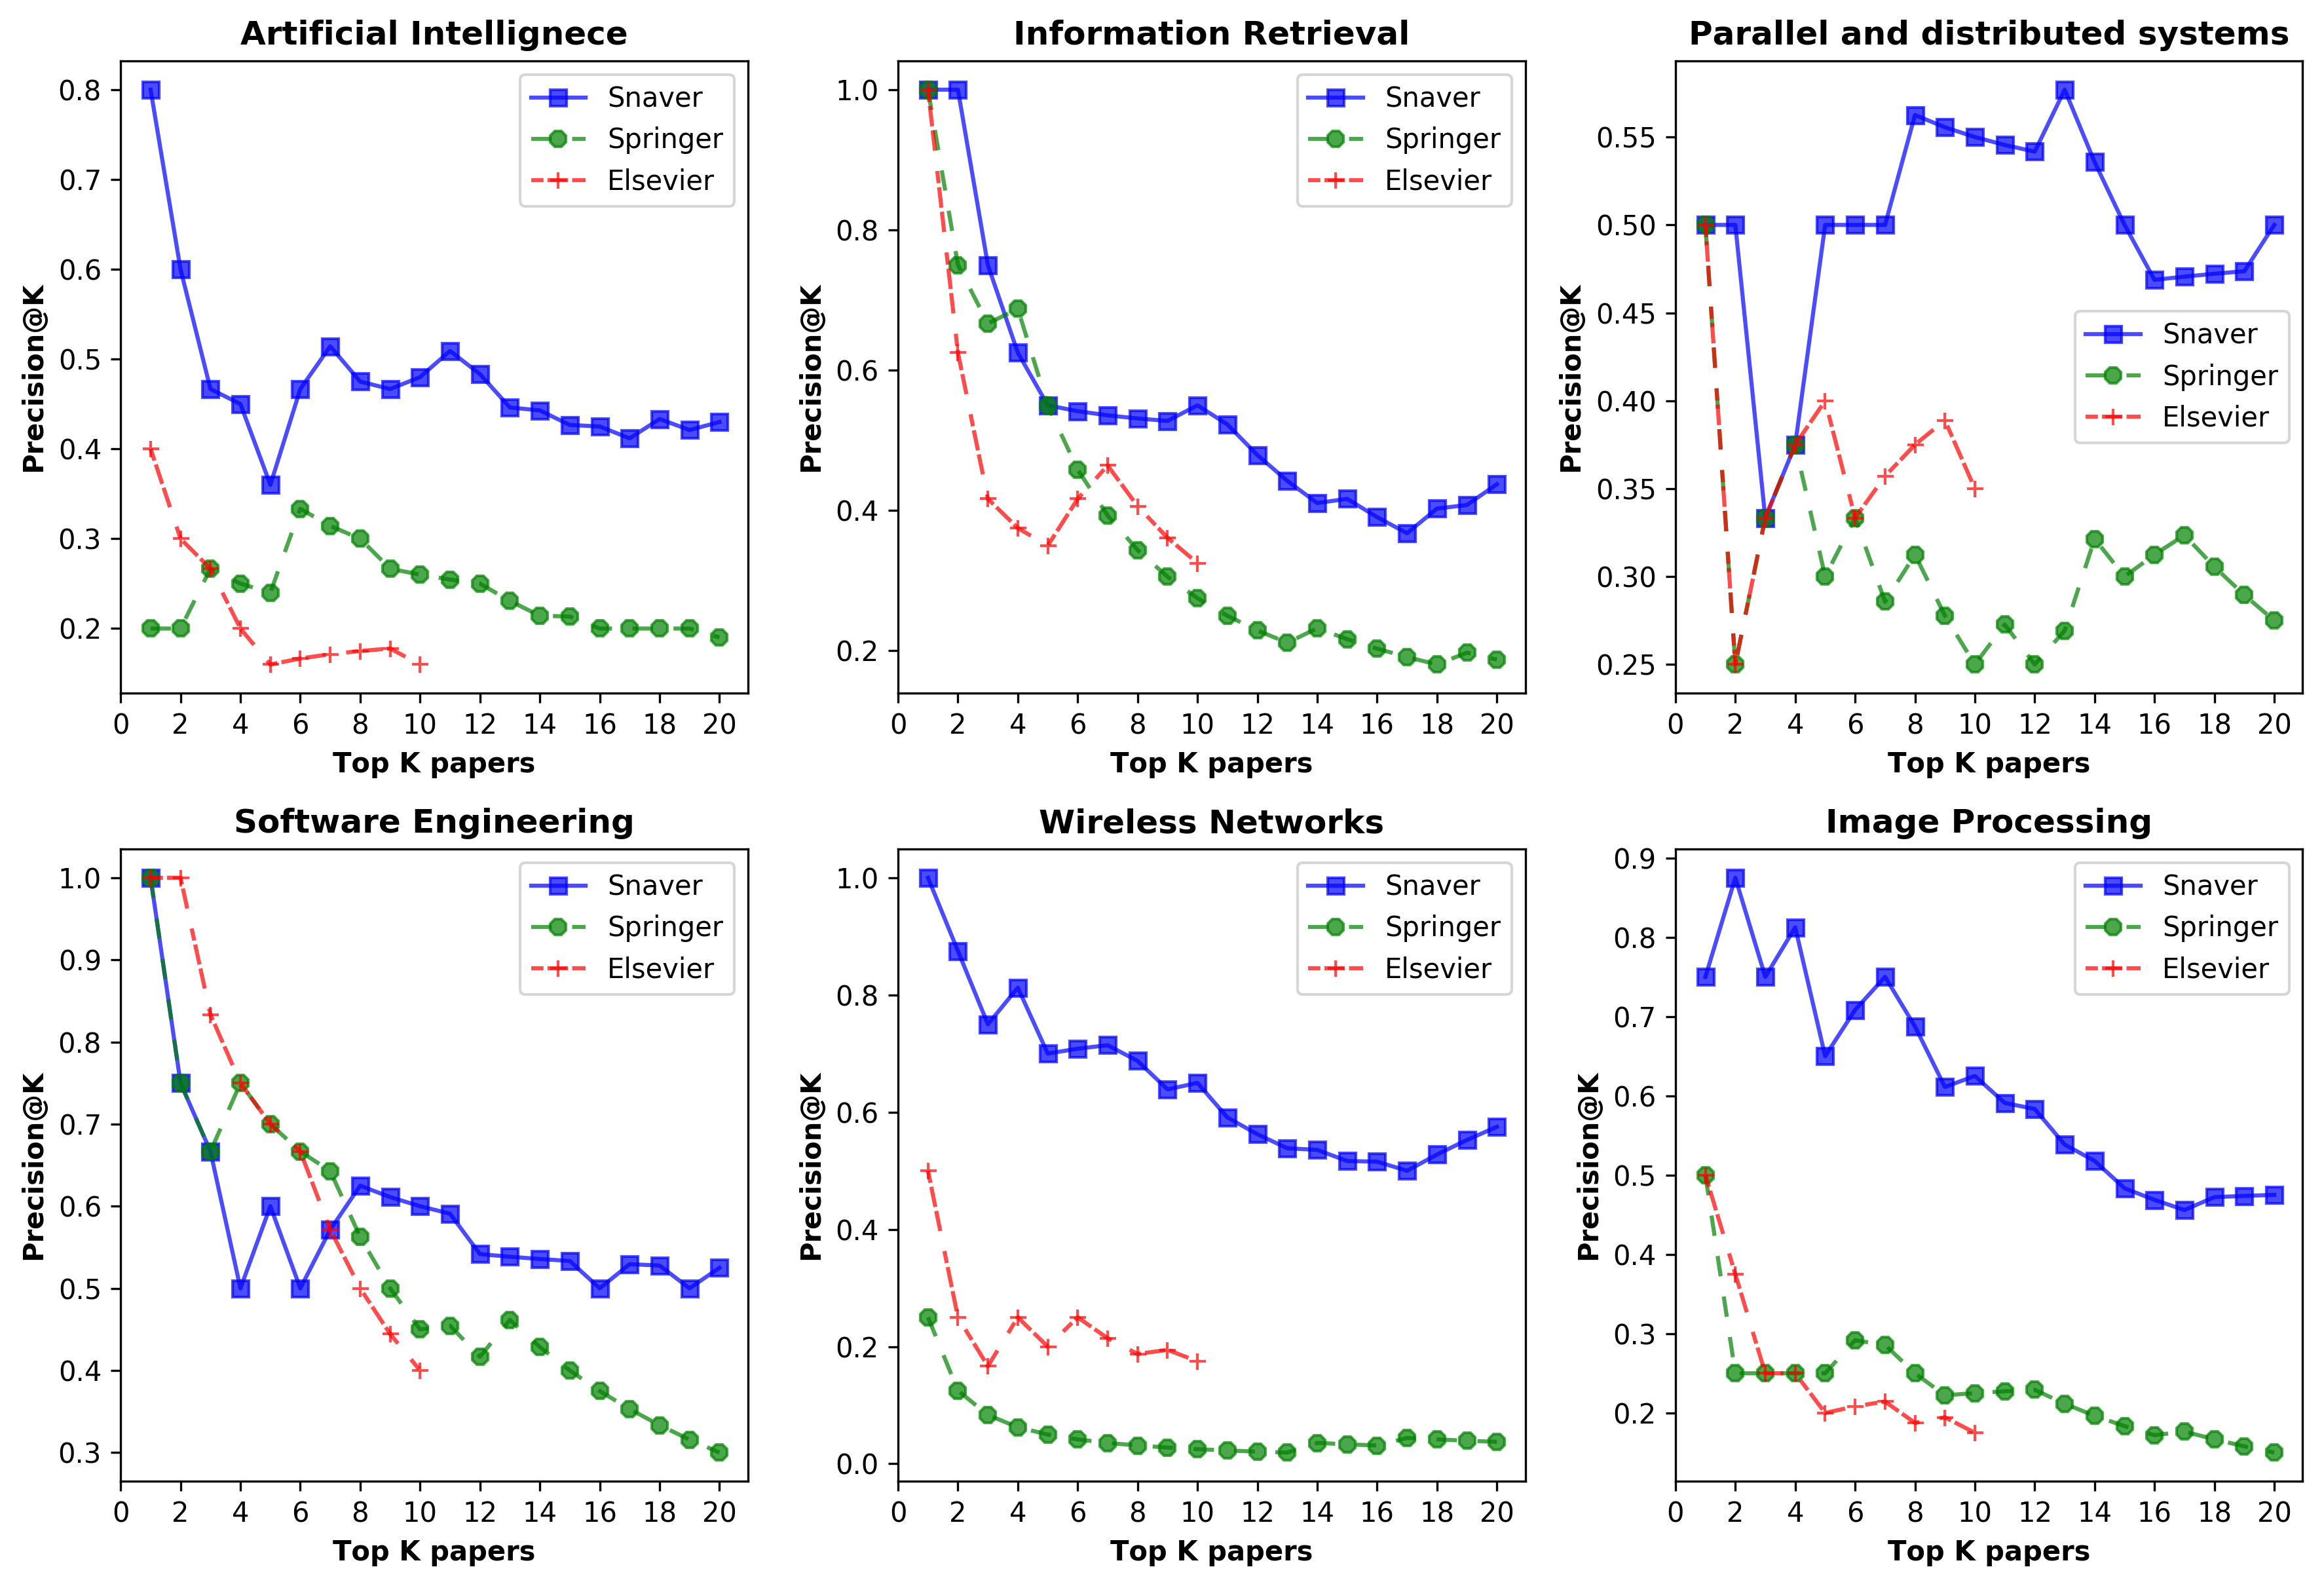 Artificial Intellignece
Precision@K
0.8
0.7
0.6
0.5
0.4
0.3
0.2
Snaver
Springer
Elsevier
0 2 4 6 8 10 12 14 16 18 20
Top K papers
Information Retrieval
Precision@K
1.0
0.8
0.6
0.4
0.2
Snaver
Springer
Elsevier
0 2 4 6 8 10 12 14 16 18 20
Top K papers
Parallel and distributed systems
Precision@K
0.55
0.50
0.45
0.40
0.35
0.30
0.25
Snaver
Springer
Elsevier
0 2 4 6 8 10 12 14 16 18 20
Top K papers
Software Engineering
Precision@K
1.0
0.9
0.8
0.7
0.6
0.5
0.4
0.3
Snaver
Springer
Elsevier
0 2 4 6 8 10 12 14 16 18 20
Top K papers
Wireless Networks
Precision@K
1.0
0.8
0.6
0.4
0.2
0.0
Snaver
Springer
Elsevier
0 2 4 6 8 10 12 14 16 18 20
Top K papers
Image Processing
Precision@K
0.9
0.8
0.7
0.6
0.5
0.4
0.3
0.2
Snaver
Springer
Elsevier
0 2 4 6 8 10 12 14 16 18 20
Top K papers